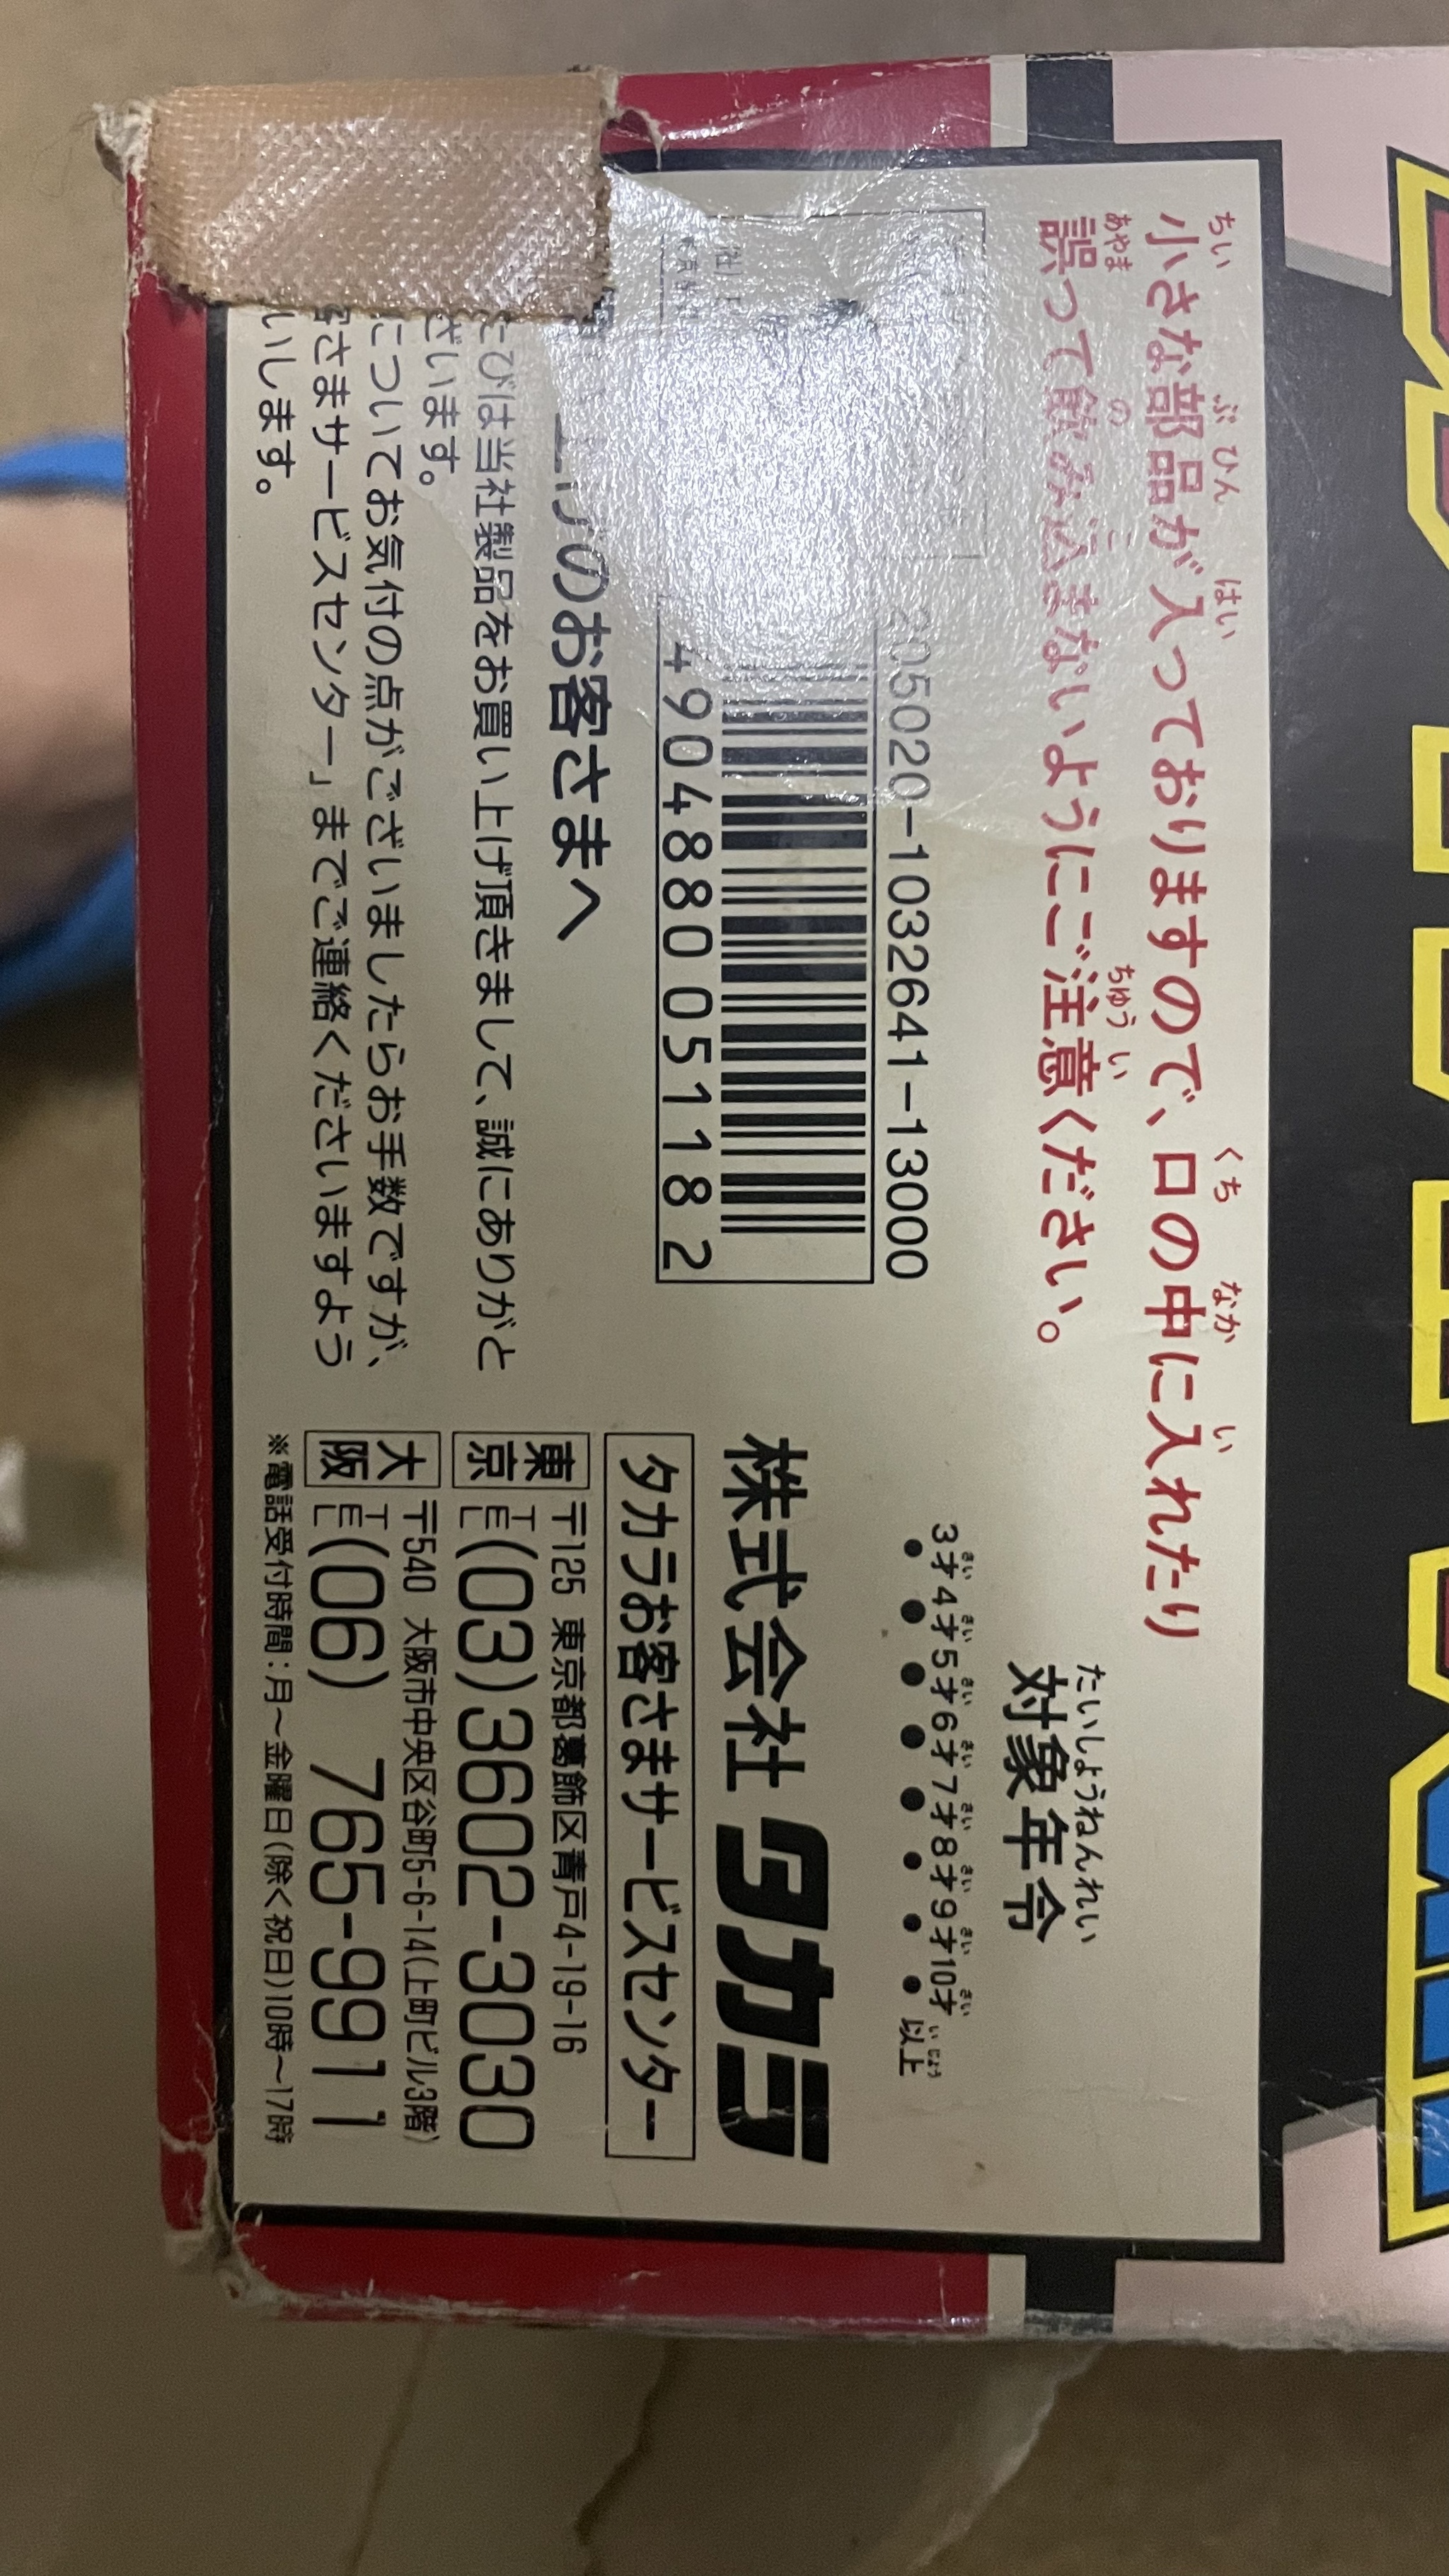 小さな部品が入っておりますので、口の中に入れたり
誤って飲み込まないようにご注意ください。
対象年令
3才4才5才6才7才8才9才10才
以上
205020-1032641-13000
4904880051182
株式会社 タカラ
のお客さまへ
たびは当社製品をお買い上げ頂きまして、誠にありがと
ざいます。
についてお気付の点がございましたらお手数ですが、
客さまサービスセンター」までご連絡くださいますよう
いします。
タカラお客さまサービスセンター
東京 〒125 東京都葛飾区青戸4-19-16
TEL(03)3602-3030
大阪 〒540 大阪市中央区谷町5-6-14(上町ビル3階)
TEL(06) 765-9911
※電話受付時間:月〜金曜日(除く祝日)10時〜17時